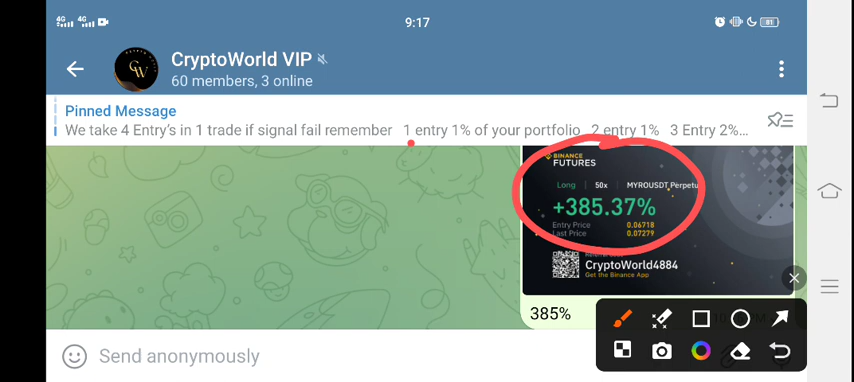 4G 4G 9:17 81
CryptoWorld VIP
60 members, 3 online
Pinned Message
We take 4 Entry's in 1 trade if signal fail remember 1 entry 1% of your portfolio 2 entry 1% 3 Entry 2%...
BINANCE
FUTURES
Long 50x MYROUSDT Perpetu
+385.37%
Entry Price 0.06718
Last Price 0.07279
Referral Code
CryptoWorld4884
Get the Binance App
385%
Send anonymously